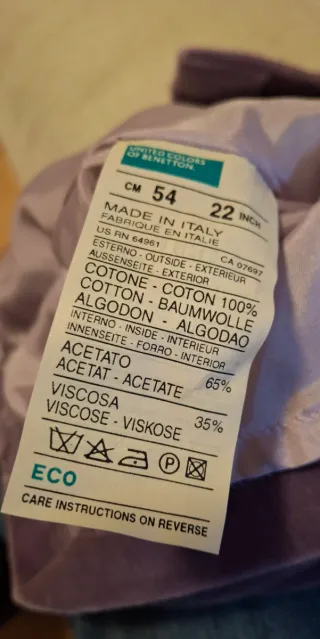 UNITED COLORS
OF BENETTON.
CM 54 22 INCH
MADE IN ITALY
FABRIQUE EN ITALIE
US RN 64961 CA 07697
ESTERNO - OUTSIDE - EXTERIEUR
AUSSENSEITE - EXTERIOR
COTONE - COTON 100%
COTTON - BAUMWOLLE
ALGODON - ALGODAO
INTERNO - INSIDE - INTERIEUR
INNENSEITE - FORRO - INTERIOR
ACETATO 65%
ACETAT - ACETATE
VISCOSA 35%
VISCOSE - VISKOSE
P
ECO
CARE INSTRUCTIONS ON REVERSE